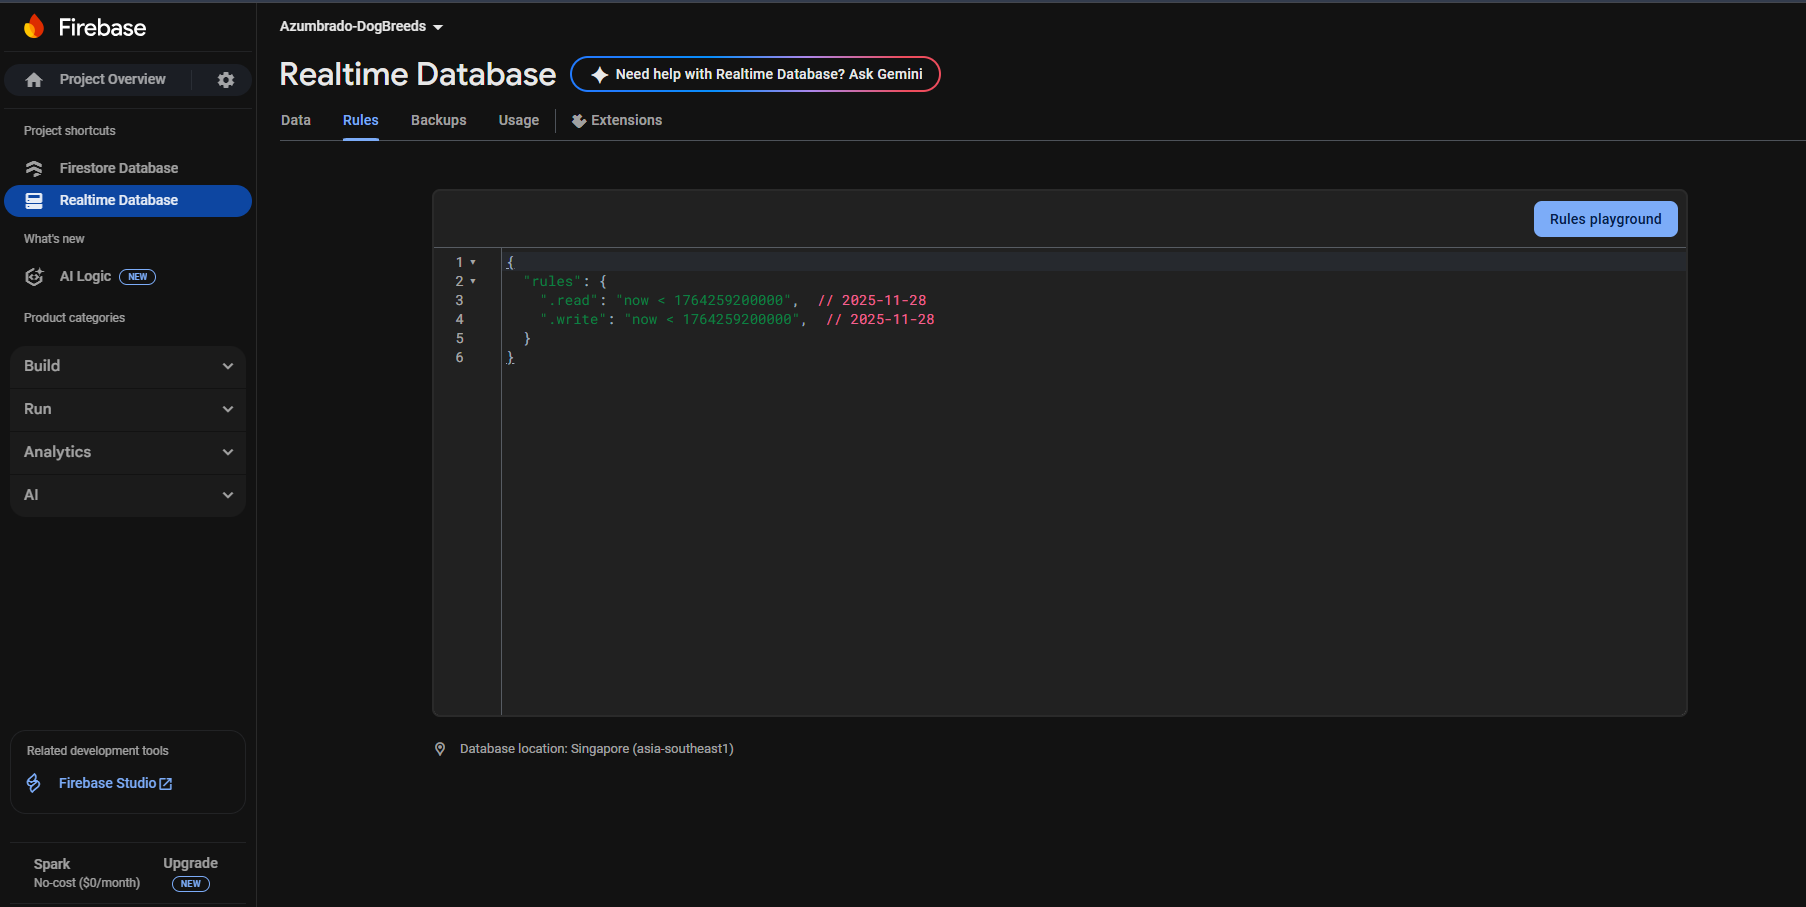 Firebase
Project Overview
Project shortcuts
Firestore Database
Realtime Database
What's new
AI Logic NEW
Product categories
Build
Run
Analytics
AI
Related development tools
Firebase Studio
Spark
No-cost ($0/month)
Upgrade
NEW
Azumbrado-DogBreeds
Realtime Database
Need help with Realtime Database? Ask Gemini
Data Rules Backups Usage Extensions
Rules playground
1 {
2 "rules": {
3 ".read": "now < 1764259200000", // 2025-11-28
4 ".write": "now < 1764259200000", // 2025-11-28
5 }
6 }
Database location: Singapore (asia-southeast1)